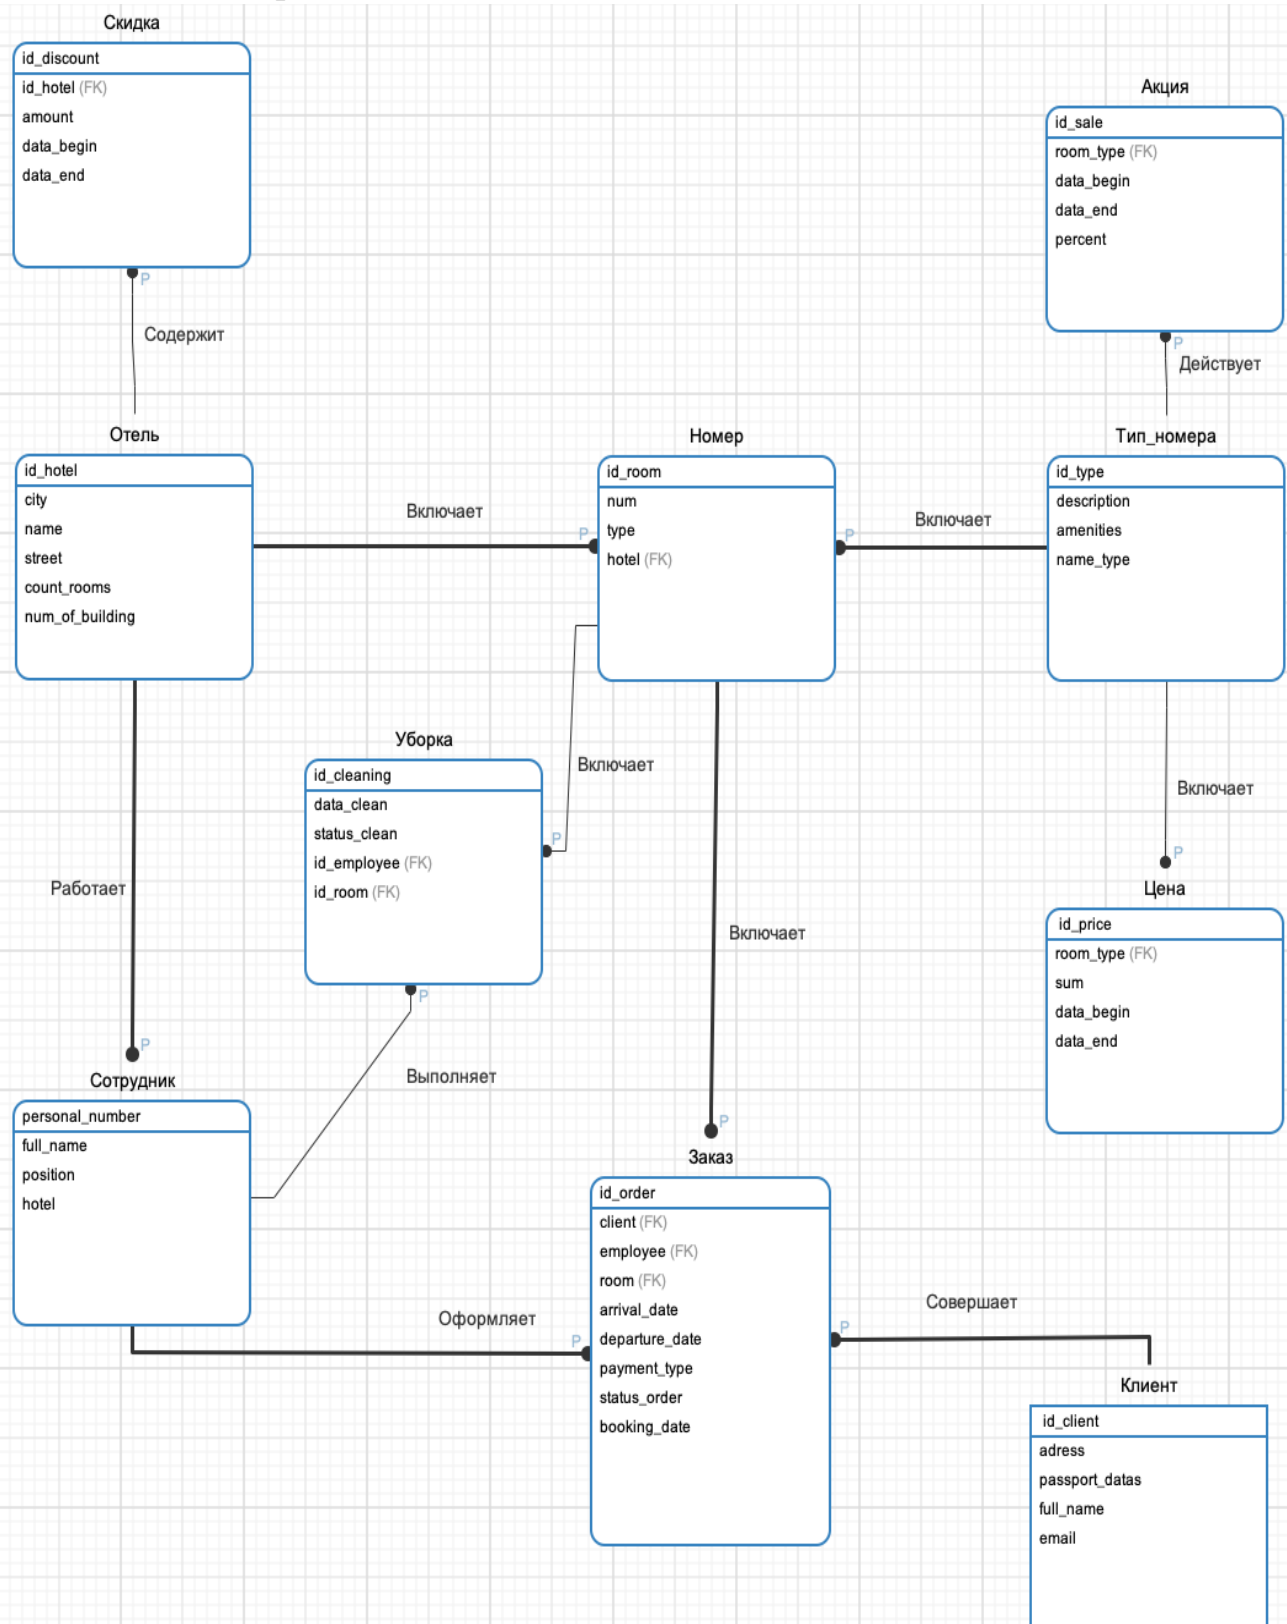 Скидка
id_discount
id_hotel (FK)
amount
data_begin
data_end
P
Содержит
Акция
id_sale
room_type (FK)
data_begin
data_end
percent
P
Действует
Отель
id_hotel
city
name
street
count_rooms
num_of_building
Включает
P
Номер
id_room
num
type
hotel (FK)
Включает
P
Тип_номера
id_type
description
amenities
name_type
Уборка
id_cleaning
data_clean
status_clean
id_employee (FK)
id_room (FK)
P
Включает
P
Работает
P
Включает
P
Включает
P
Цена
id_price
room_type (FK)
sum
data_begin
data_end
Сотрудник
personal_number
full_name
position
hotel
Выполняет
Заказ
id_order
client (FK)
employee (FK)
room (FK)
arrival_date
departure_date
payment_type
status_order
booking_date
Оформляет
P
Совершает
P
Клиент
id_client
adress
passport_datas
full_name
email